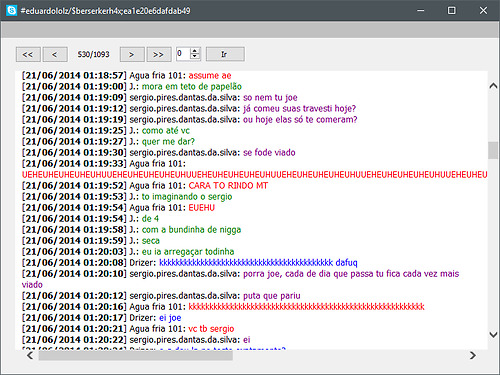 #eduardololz/$berserkerh4x;ea1e20e6dafdab49
<< < 530/1093 > >> 0 Ir
[21/06/2014 01:18:57] Agua fria 101: assume ae
[21/06/2014 01:19:00] J.: mora em teto de papelão
[21/06/2014 01:19:09] sergio.pires.dantas.da.silva: so nem tu joe
[21/06/2014 01:19:13] sergio.pires.dantas.da.silva: já comeu suas travesti hoje?
[21/06/2014 01:19:19] sergio.pires.dantas.da.silva: ou hoje elas só te comeram?
[21/06/2014 01:19:25] J.: como até vc
[21/06/2014 01:19:27] J.: quer me dar?
[21/06/2014 01:19:30] sergio.pires.dantas.da.silva: se fode viado
[21/06/2014 01:19:33] Agua fria 101:
[21/06/2014 01:19:52] Agua fria 101: CARA TO RINDO MT
[21/06/2014 01:19:53] J.: to imaginando o sergio
[21/06/2014 01:19:54] Agua fria 101: EUEHU
[21/06/2014 01:19:54] J.: de 4
[21/06/2014 01:19:58] J.: com a bundinha de nigga
[21/06/2014 01:19:59] J.: seca
[21/06/2014 01:20:03] J.: eu ia arregaçar todinha
[21/06/2014 01:20:08] Drizer: kkkkkkkkkkkkkkkkkkkkkkkkkkkkkkkkkkkkkkkkk dafuq
[21/06/2014 01:20:10] sergio.pires.dantas.da.silva: porra joe, cada de dia que passa tu fica cada vez mais
viado
[21/06/2014 01:20:12] sergio.pires.dantas.da.silva: puta que pariu
[21/06/2014 01:20:16] Agua fria 101: kkkkkkkkkkkkkkkkkkkkkkkkkkkkkkkkkkkkkkkkkkkkkkkkkkkkkkkk
[21/06/2014 01:20:17] Drizer: ei joe
[21/06/2014 01:20:21] Agua fria 101: vc tb sergio
[21/06/2014 01:20:22] sergio.pires.dantas.da.silva: ei